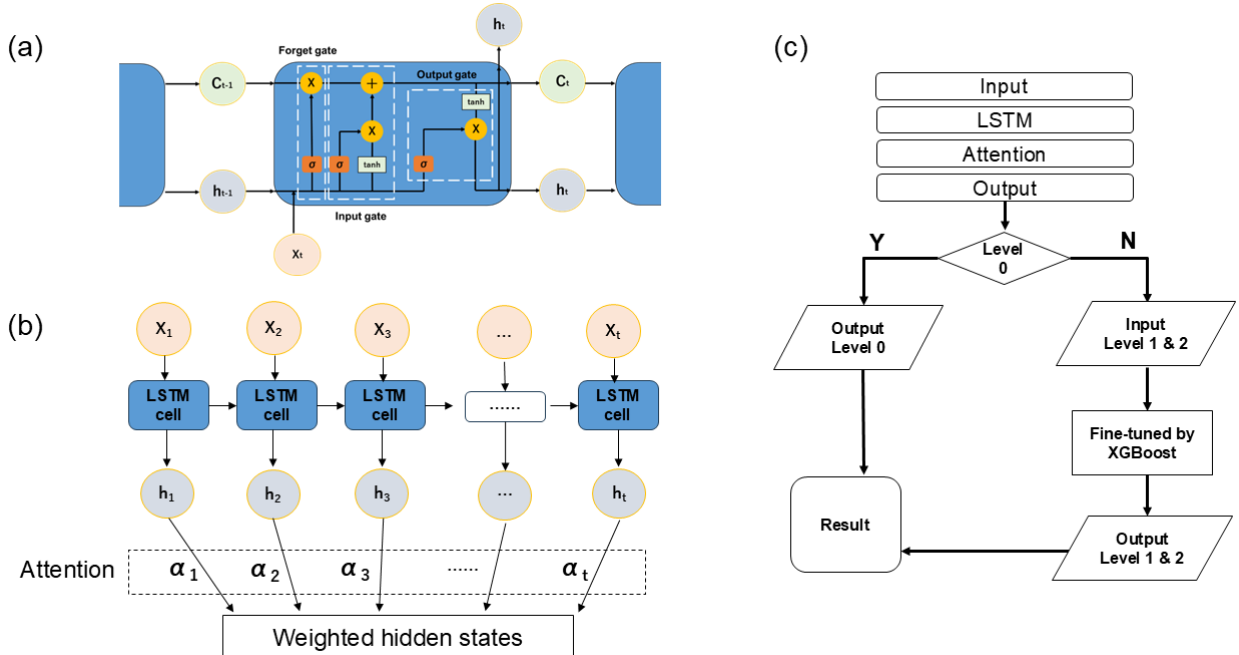 (a)
hₜ
Forget gate
Cₜ₋₁
X
+
Output gate
Cₜ
tanh
X
X
σ
σ
tanh
σ
hₜ₋₁
hₜ
Input gate
Xₜ
(b)
X₁
X₂
X₃
...
Xₜ
LSTM
cell
LSTM
cell
LSTM
cell
......
LSTM
cell
h₁
h₂
h₃
...
hₜ
Attention
α₁
α₂
α₃
......
αₜ
Weighted hidden states
(c)
Input
LSTM
Attention
Output
Y
N
Level
0
Output
Level 0
Input
Level 1 & 2
Fine-tuned by
XGBoost
Result
Output
Level 1 & 2